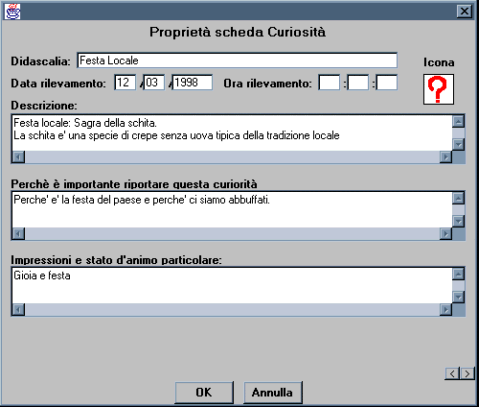 Proprietà scheda Curiosità
Didascalia: Festa Locale
Icona
Data rilevamento: 12 / 03 / 1998 Ora rilevamento: : :
?
Descrizione:
Festa locale: Sagra della schita.
La schita e' una specie di crepe senza uova tipica della tradizione locale
Perchè è importante riportare questa curiorità
Perche' e' la festa del paese e perche' ci siamo abbuffati.
Impressioni e stato d'animo particolare:
Gioia e festa
OK Annulla